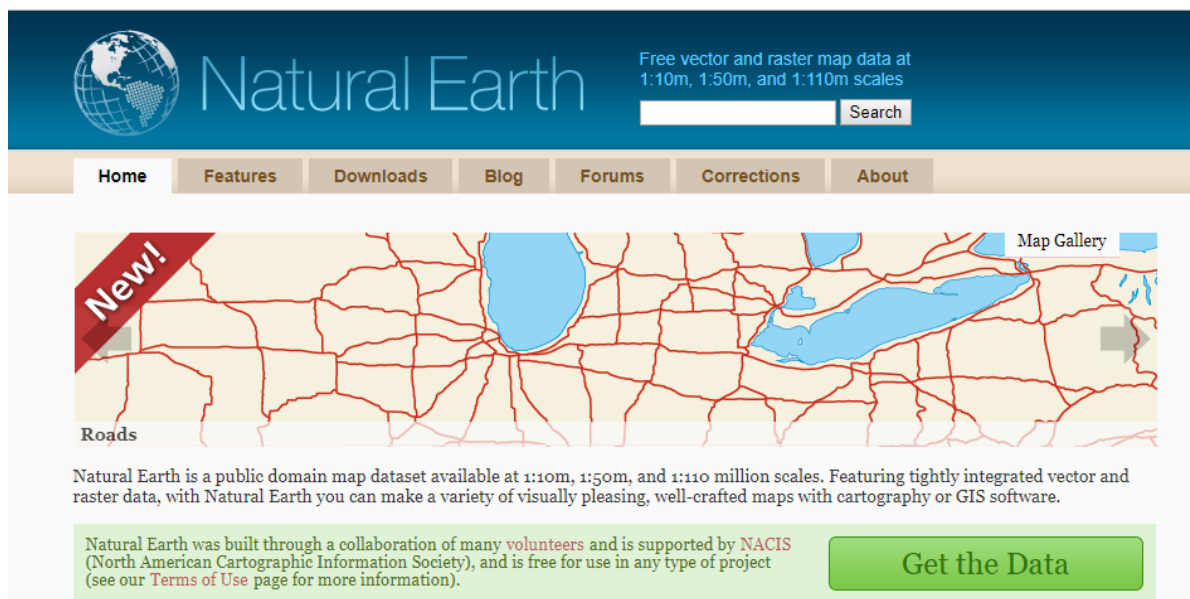 Natural Earth
Free vector and raster map data at
1:10m, 1:50m, and 1:110m scales
Search
Home Features Downloads Blog Forums Corrections About
New!
Map Gallery
Roads
Natural Earth is a public domain map dataset available at 1:10m, 1:50m, and 1:110 million scales. Featuring tightly integrated vector and
raster data, with Natural Earth you can make a variety of visually pleasing, well-crafted maps with cartography or GIS software.
Natural Earth was built through a collaboration of many volunteers and is supported by NACIS
(North American Cartographic Information Society), and is free for use in any type of project
(see our Terms of Use page for more information).
Get the Data